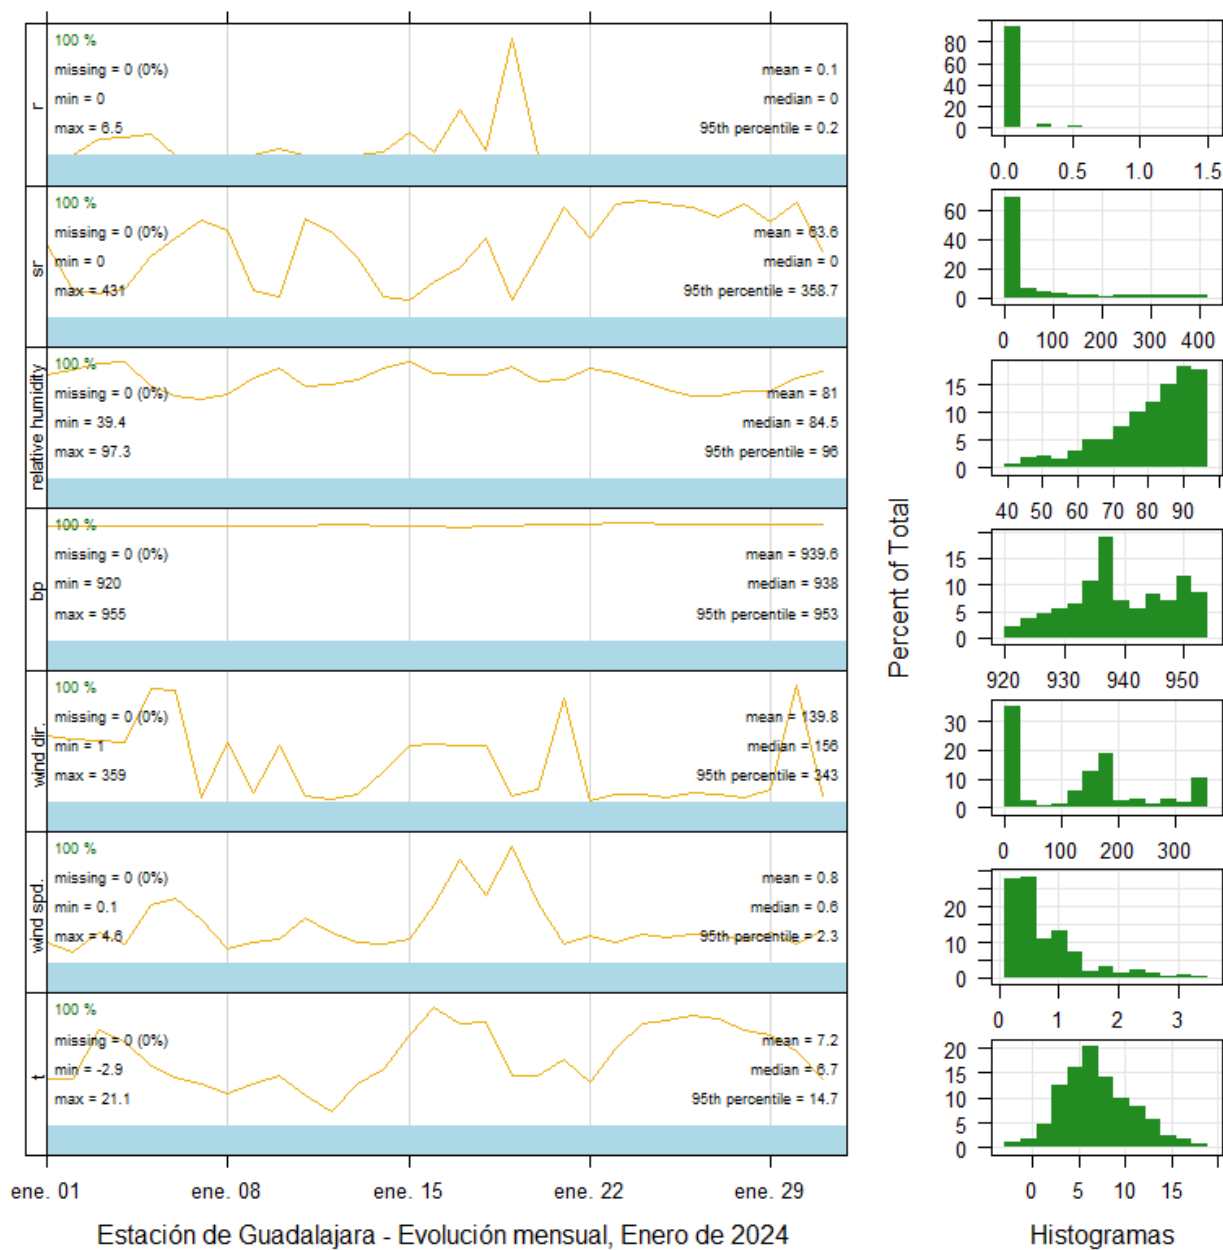 r
100 %
missing = 0 (0%)
min = 0
max = 6.5
mean = 0.1
median = 0
95th percentile = 0.2
sr
100 %
missing = 0 (0%)
min = 0
max = 431
mean = 63.6
median = 0
95th percentile = 358.7
relative humidity
100 %
missing = 0 (0%)
min = 39.4
max = 97.3
mean = 81
median = 84.5
95th percentile = 96
bp
100 %
missing = 0 (0%)
min = 920
max = 955
mean = 939.6
median = 938
95th percentile = 953
wind dir.
100 %
missing = 0 (0%)
min = 1
max = 359
mean = 139.8
median = 156
95th percentile = 343
wind spd.
100 %
missing = 0 (0%)
min = 0.1
max = 4.6
mean = 0.8
median = 0.6
95th percentile = 2.3
t
100 %
missing = 0 (0%)
min = -2.9
max = 21.1
mean = 7.2
median = 6.7
95th percentile = 14.7
ene. 01 ene. 08 ene. 15 ene. 22 ene. 29
Estación de Guadalajara - Evolución mensual, Enero de 2024
Percent of Total
80
60
40
20
0
0.0 0.5 1.0 1.5
60
40
20
0
0 100 200 300 400
15
10
5
0
40 50 60 70 80 90
15
10
5
0
920 930 940 950
30
20
10
0
0 100 200 300
20
10
0
0 1 2 3
20
15
10
5
0
0 5 10 15
Histogramas